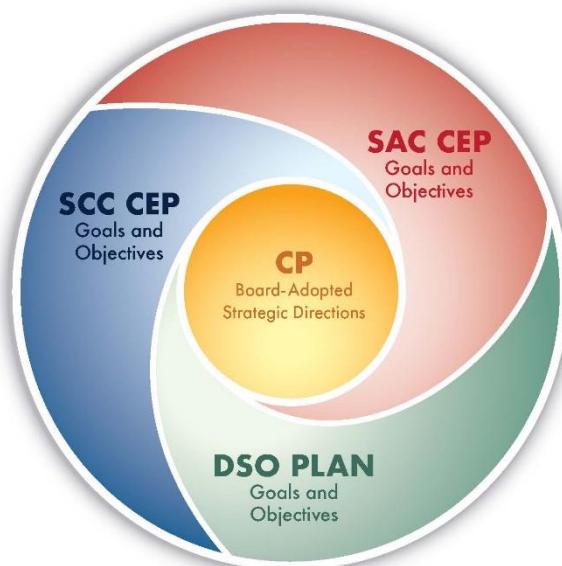 SAC CEP
Goals and
Objectives
SCC CEP
Goals and
Objectives
CP
Board-Adopted
Strategic Directions
DSO PLAN
Goals and
Objectives